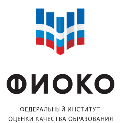 ФИОКО
ФЕДЕРАЛЬНЫЙ ИНСТИТУТ
ОЦЕНКИ КАЧЕСТВА ОБРАЗОВАНИЯ